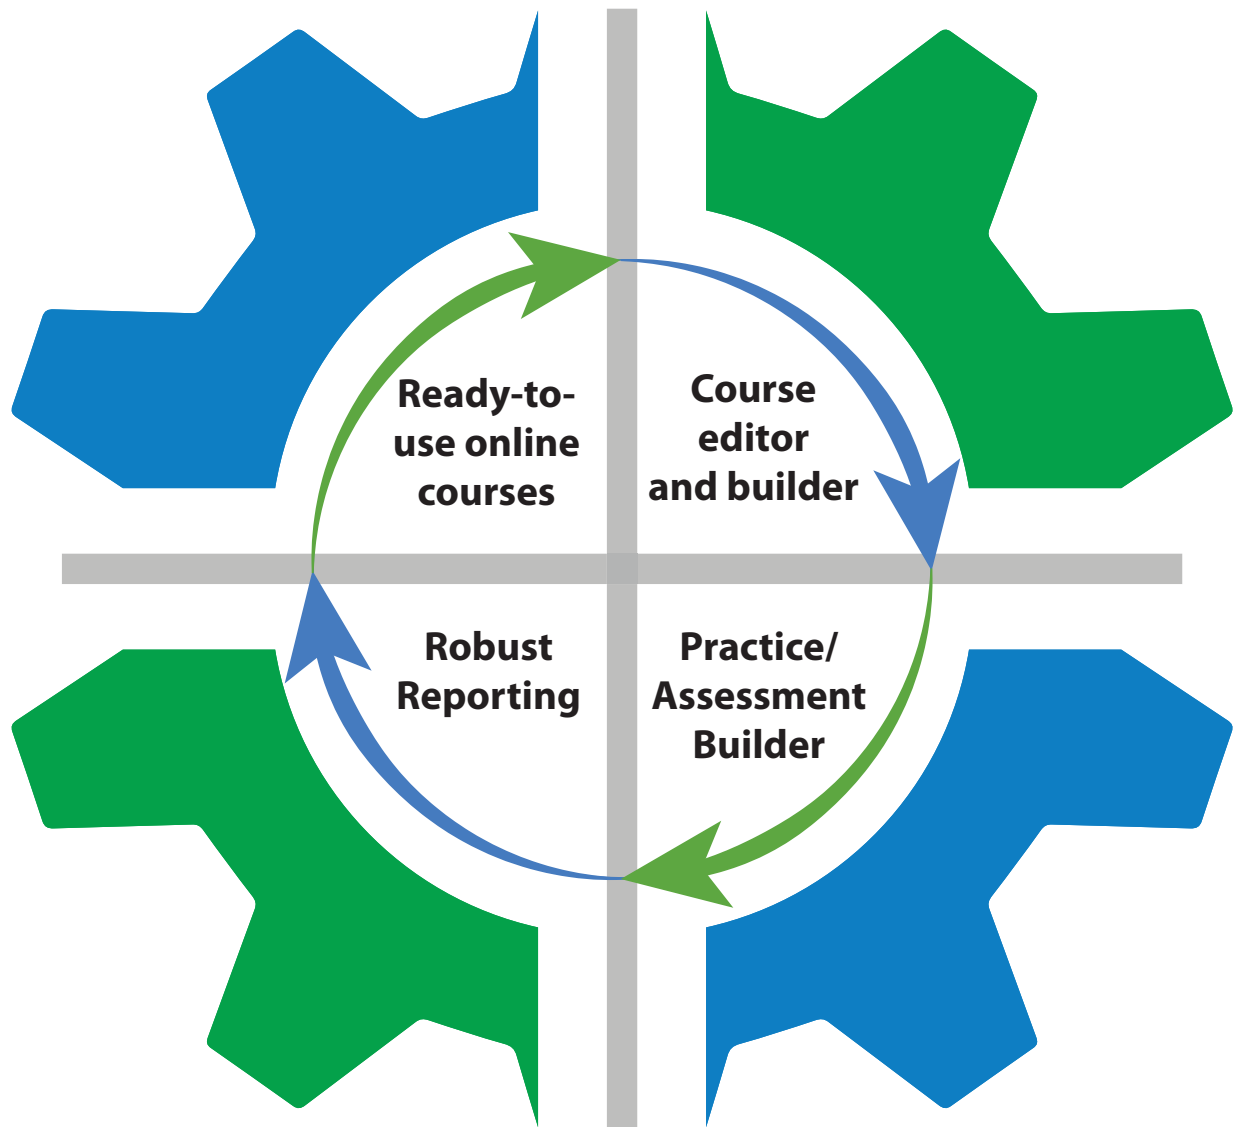 Ready-to-
use online
courses
Course
editor
and builder
Robust
Reporting
Practice/
Assessment
Builder